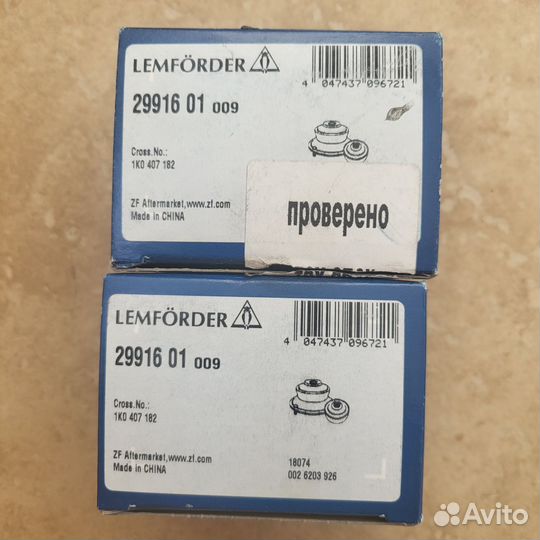 LEMFÖRDER
4 047437 096721
29916 01 009
Cross.No.:
1K0 407 182
ZF Aftermarket,www.zf.com
Made in CHINA
проверено
LEMFÖRDER
4 047437 096721
29916 01 009
Cross.No.:
1K0 407 182
ZF Aftermarket,www.zf.com
Made in CHINA
18074
002 6203 926
Avito